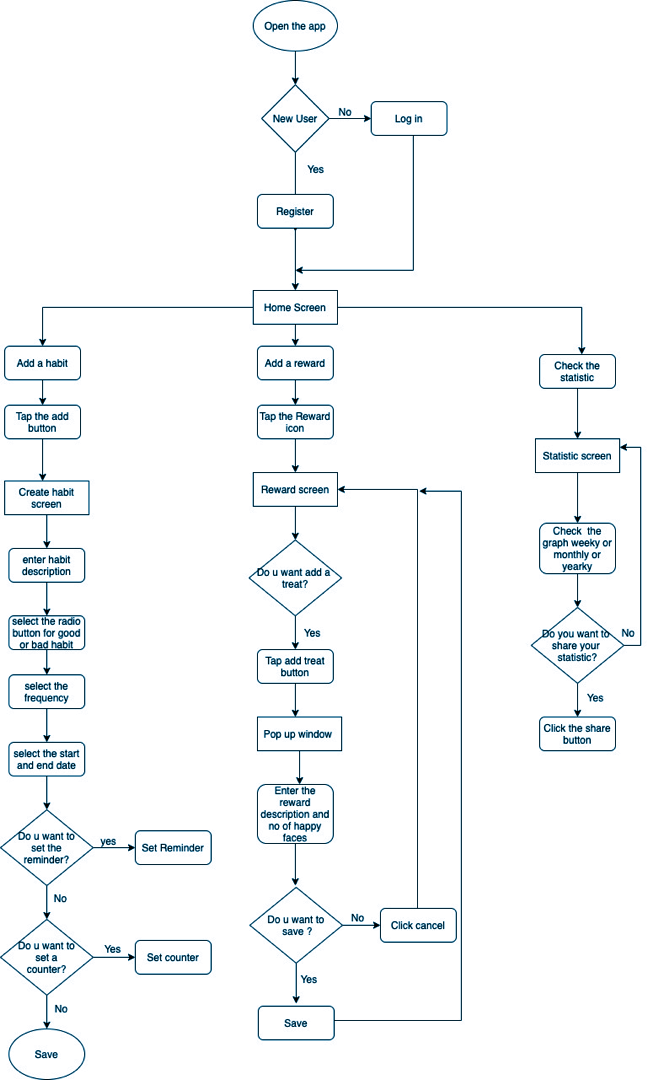 Open the app
New User
No
Log in
Yes
Register
Home Screen
Add a habit
Tap the add
button
Create habit
screen
enter habit
description
select the radio
button for good
or bad habit
select the
frequency
select the start
and end date
Do u want to
set the
reminder?
yes
Set Reminder
No
Do u want to
set a
counter?
Yes
Set counter
No
Save
Add a reward
Tap the Reward
icon
Reward screen
Do u want add a
treat?
Yes
Tap add treat
button
Pop up window
Enter the
reward
description and
no of happy
faces
Do u want to
save ?
No
Click cancel
Yes
Save
Check the
statistic
Statistic screen
Check  the
graph weeky or
monthly or
yearky
Do you want to
share your
statistic?
No
Yes
Click the share
button